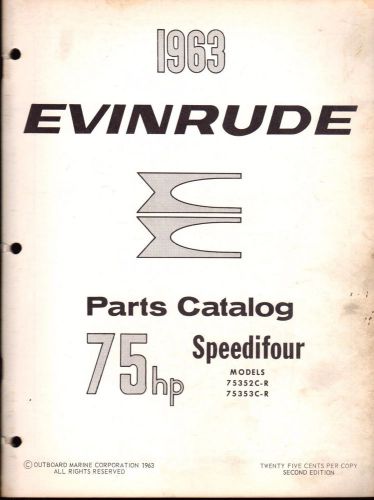 1963
EVINRUDE
Parts Catalog
75hp Speedifour
MODELS
75352C-R
75353C-R
© OUTBOARD MARINE CORPORATION 1963
ALL RIGHTS RESERVED
TWENTY FIVE CENTS PER COPY
SECOND EDITION